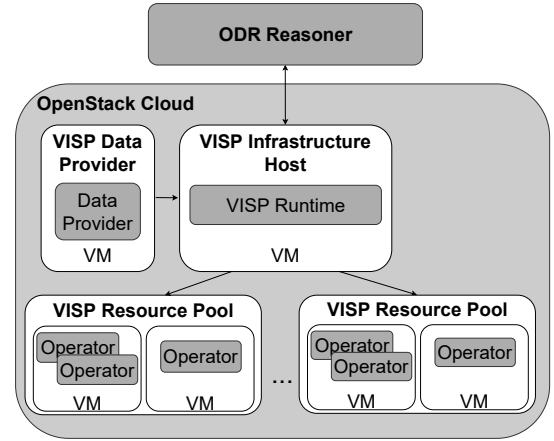 ODR Reasoner
OpenStack Cloud
VISP Data
Provider
Data
Provider
VM
VISP Infrastructure
Host
VISP Runtime
VM
VISP Resource Pool
Operator
Operator
VM
Operator
VM
...
VISP Resource Pool
Operator
Operator
VM
Operator
VM